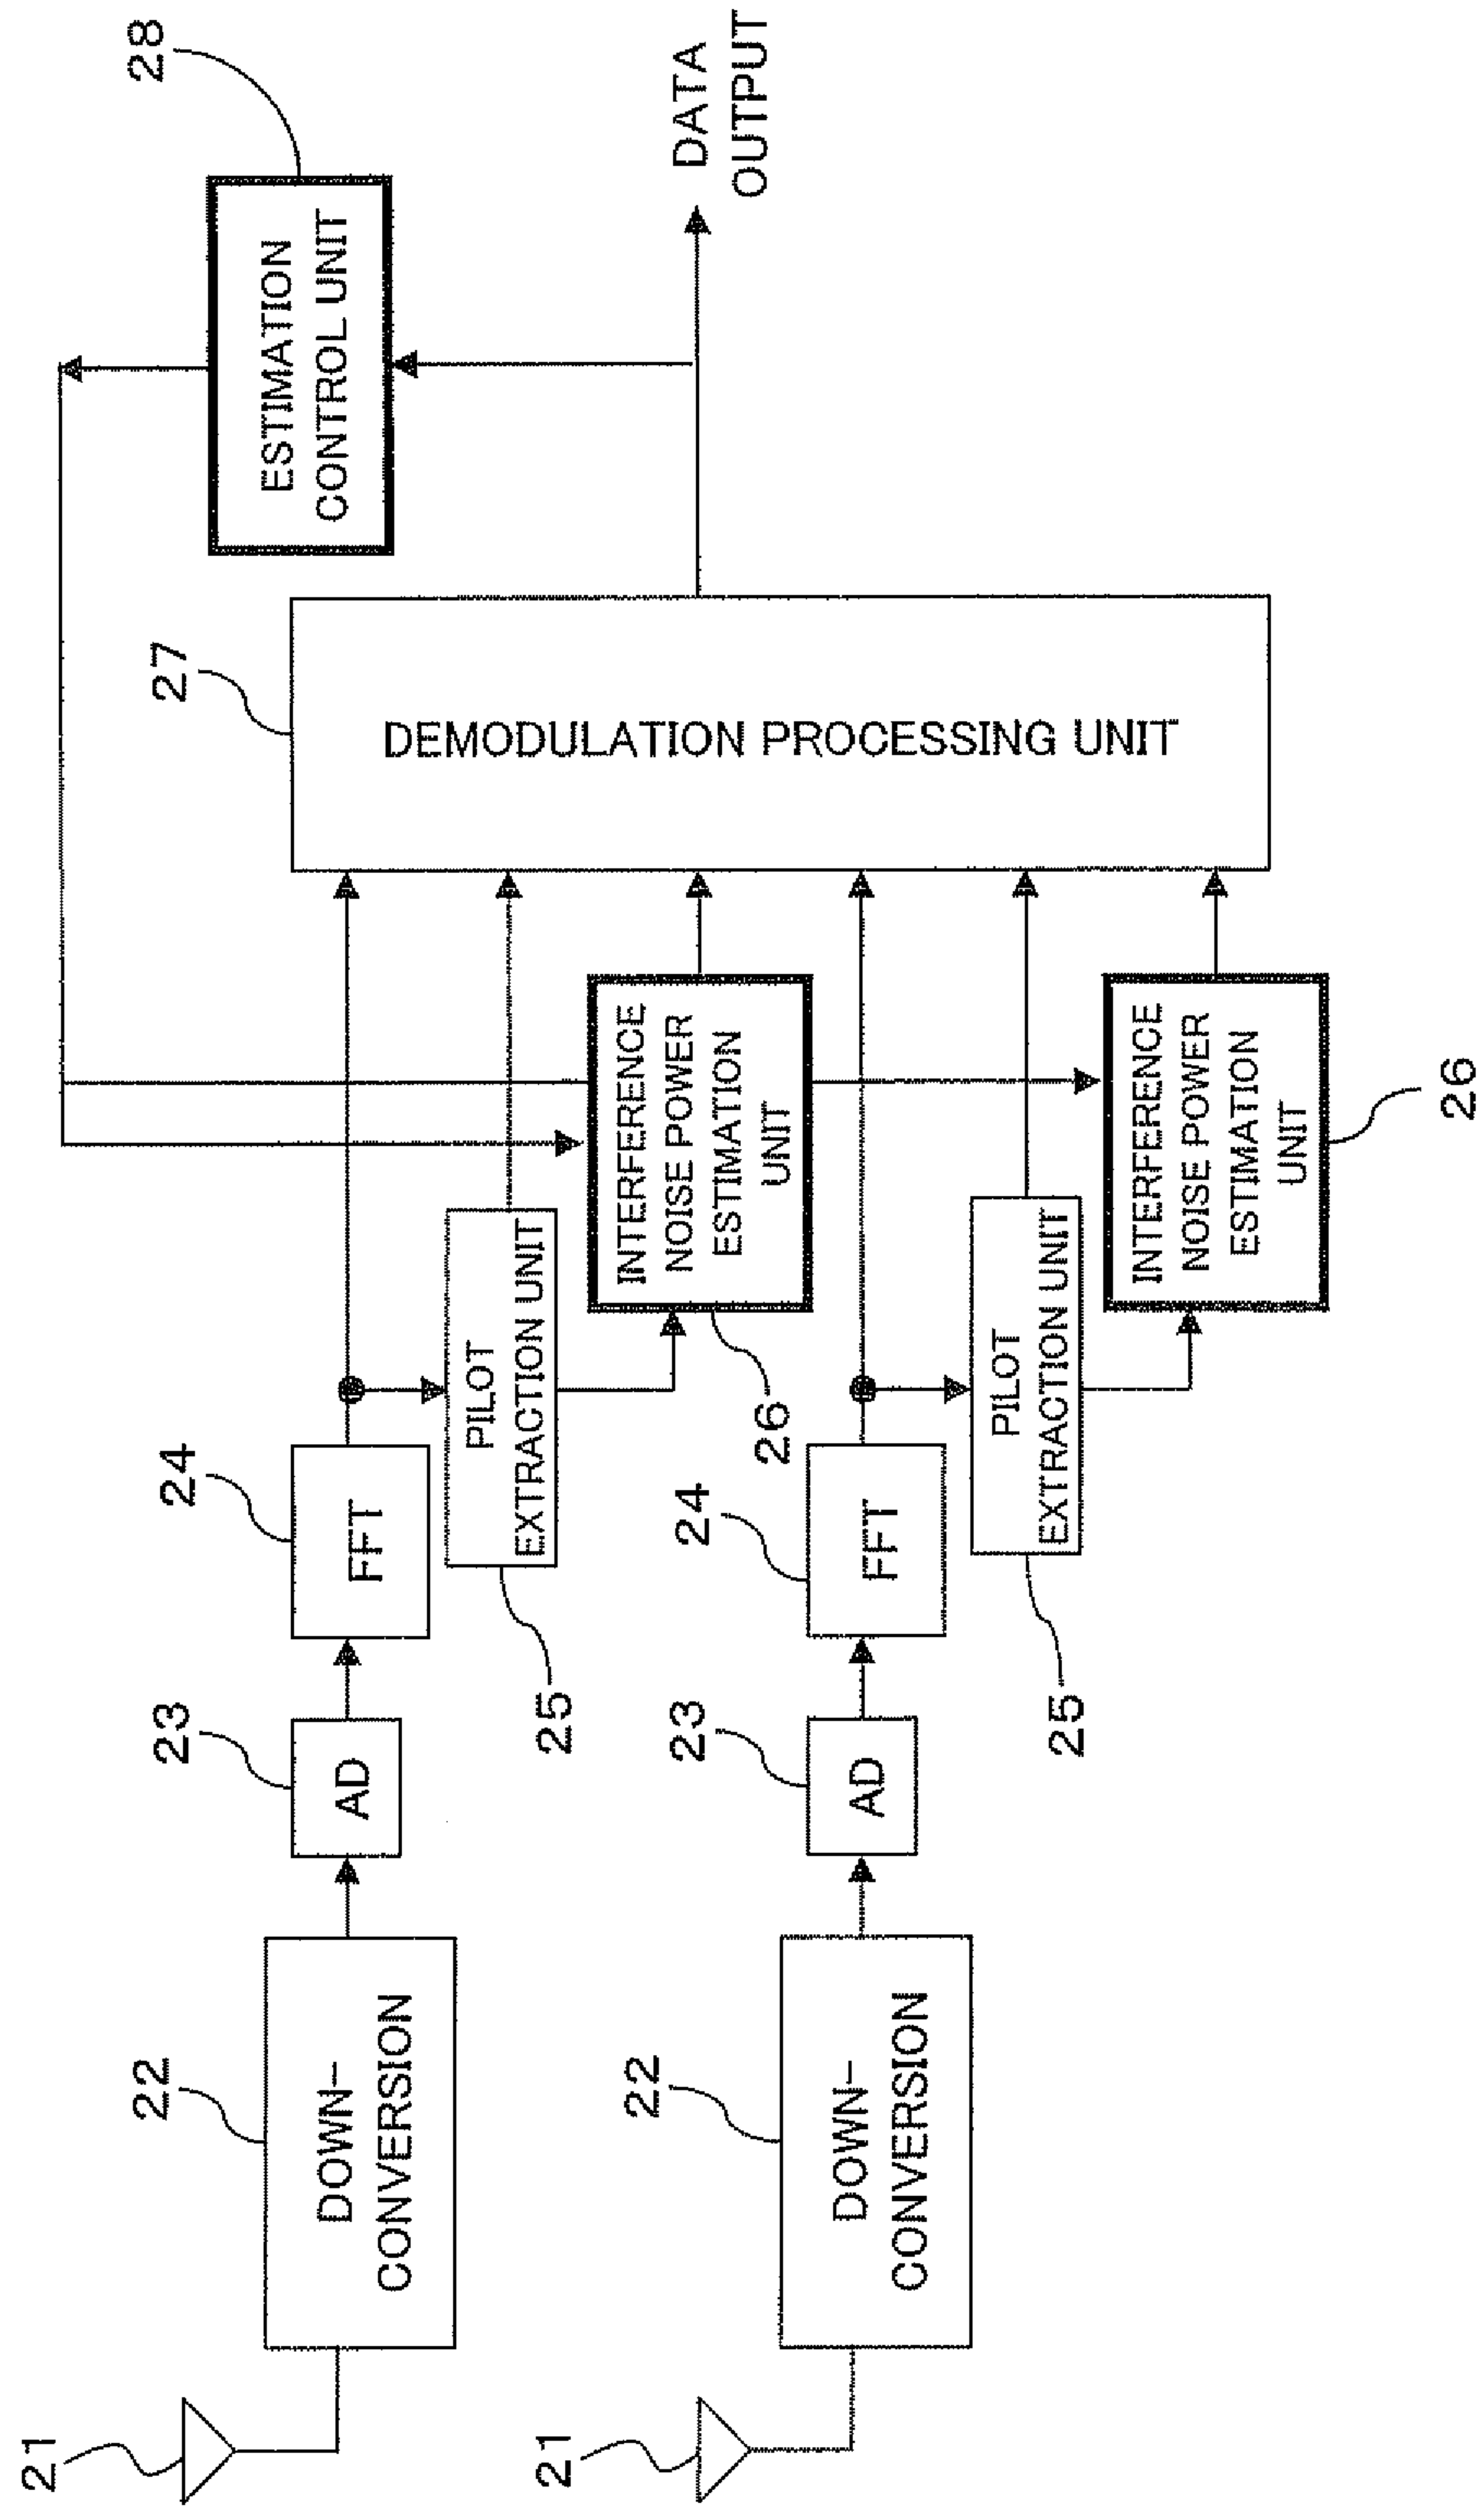 21
22
DOWN-
CONVERSION
23
AD
24
FFT
25
PILOT
EXTRACTION UNIT
26
INTERFERENCE
NOISE POWER
ESTIMATION
UNIT
27
DEMODULATION PROCESSING UNIT
28
ESTIMATION
CONTROL UNIT
DATA
OUTPUT
21
22
DOWN-
CONVERSION
23
AD
24
FFT
25
PILOT
EXTRACTION UNIT
INTERFERENCE
NOISE POWER
ESTIMATION
UNIT
26